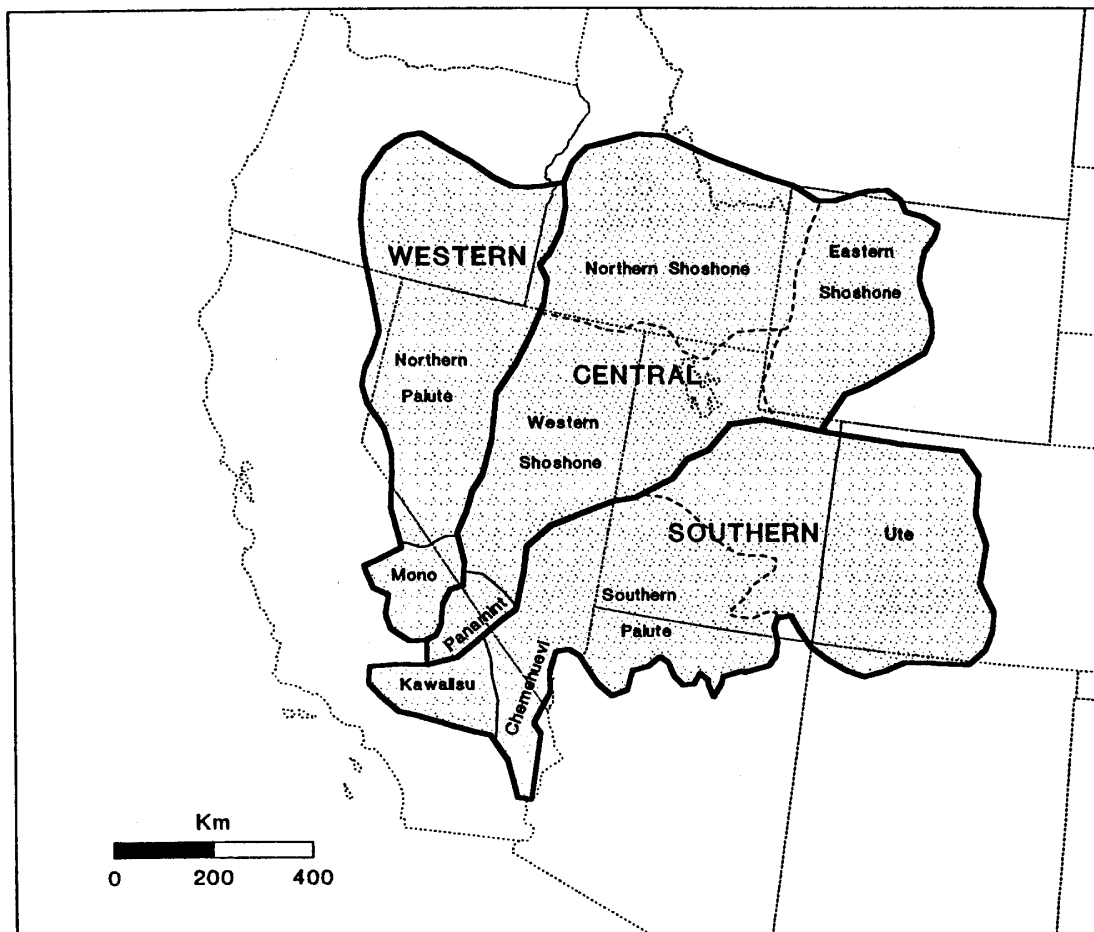 WESTERN
Northern Shoshone
Eastern
Shoshone
Northern
Paiute
CENTRAL
Western
Shoshone
SOUTHERN
Ute
Mono
Panamint
Southern
Paiute
Kawaiisu
Chemehuevi
Km
0 200 400